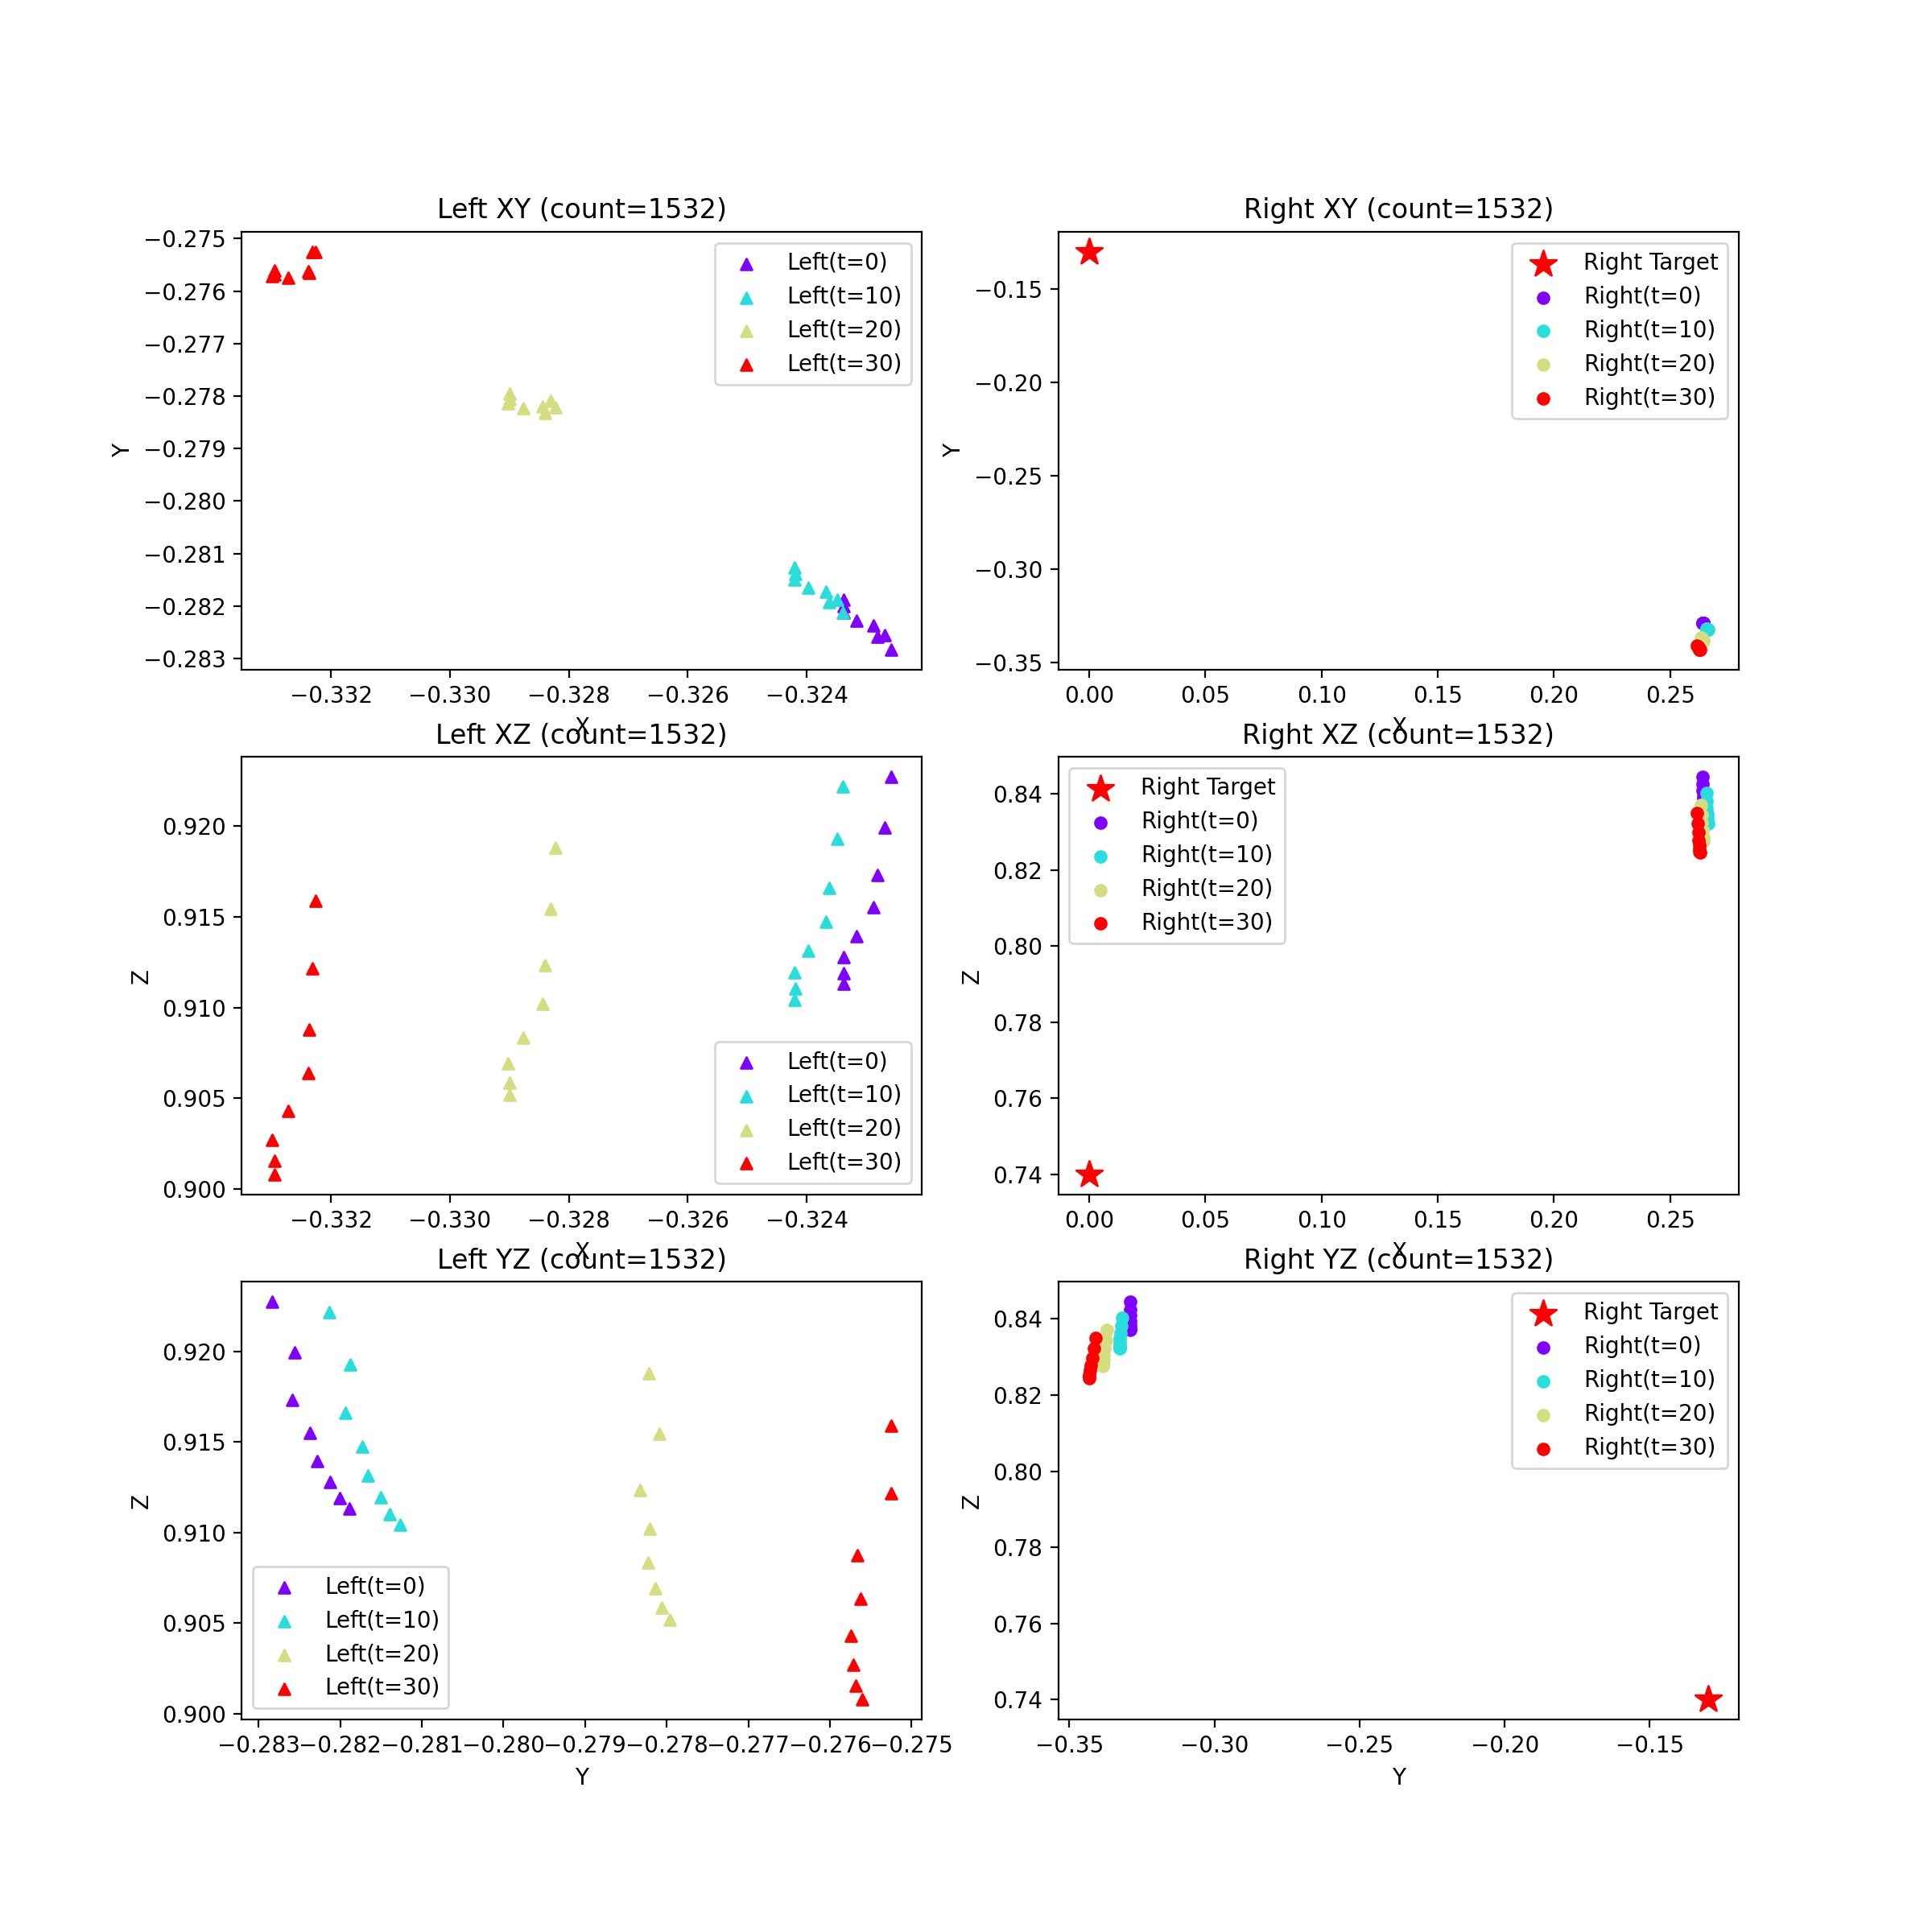 Left XY (count=1532)
−0.275
−0.276
−0.277
−0.278
−0.279
−0.280
−0.281
−0.282
−0.283
Y
Left(t=0)
Left(t=10)
Left(t=20)
Left(t=30)
−0.332 −0.330 −0.328 −0.326 −0.324
X
Right XY (count=1532)
−0.15
−0.20
−0.25
−0.30
−0.35
Y
Right Target
Right(t=0)
Right(t=10)
Right(t=20)
Right(t=30)
0.00 0.05 0.10 0.15 0.20 0.25
X
Left XZ (count=1532)
0.920
0.915
0.910
0.905
0.900
Z
Left(t=0)
Left(t=10)
Left(t=20)
Left(t=30)
−0.332 −0.330 −0.328 −0.326 −0.324
X
Right XZ (count=1532)
0.84
0.82
0.80
0.78
0.76
0.74
Z
Right Target
Right(t=0)
Right(t=10)
Right(t=20)
Right(t=30)
0.00 0.05 0.10 0.15 0.20 0.25
X
Left YZ (count=1532)
0.920
0.915
0.910
0.905
0.900
Z
Left(t=0)
Left(t=10)
Left(t=20)
Left(t=30)
−0.283 −0.282 −0.281 −0.280 −0.279 −0.278 −0.277 −0.276 −0.275
Y
Right YZ (count=1532)
0.84
0.82
0.80
0.78
0.76
0.74
Z
Right Target
Right(t=0)
Right(t=10)
Right(t=20)
Right(t=30)
−0.35 −0.30 −0.25 −0.20 −0.15
Y